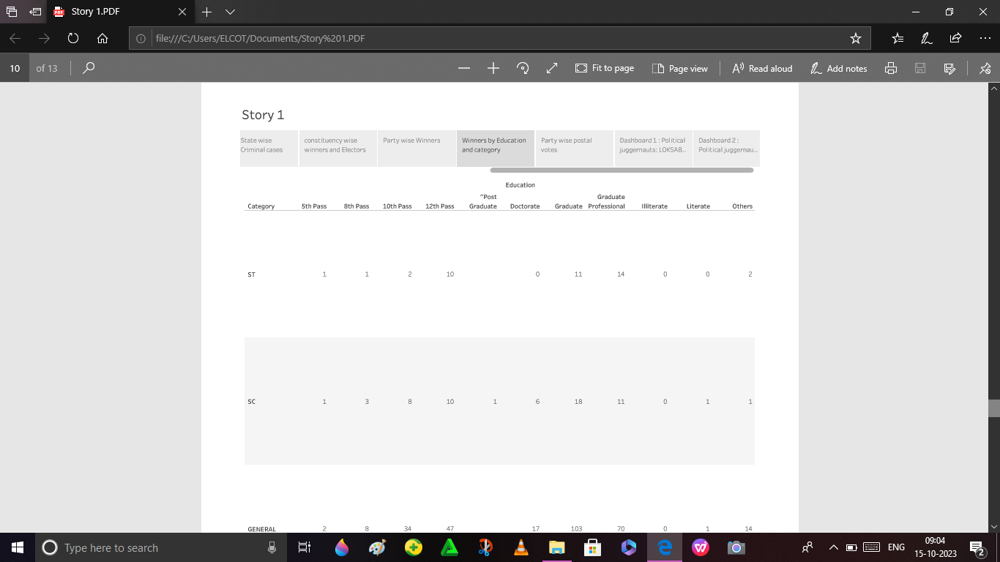 Story 1.PDF
file:///C:/Users/ELCOT/Documents/Story%201.PDF
10 of 13 Fit to page Page view Read aloud Add notes
Story 1
State wise Criminal cases
constituency wise winners and Electors
Party wise Winners
Winners by Education and category
Party wise postal votes
Dashboard 1 : Political juggernauts: LOKSAB..
Dashboard 2 : Political juggernau..
Education
Category 5th Pass 8th Pass 10th Pass 12th Pass "Post Graduate Doctorate Graduate Graduate Professional Illiterate Literate Others
ST 1 1 2 10 0 11 14 0 0 2
SC 1 3 8 10 1 6 18 11 0 1 1
GENERAL 2 8 34 47 17 103 70 0 1 14
Type here to search
ENG 09:04
15-10-2023
2